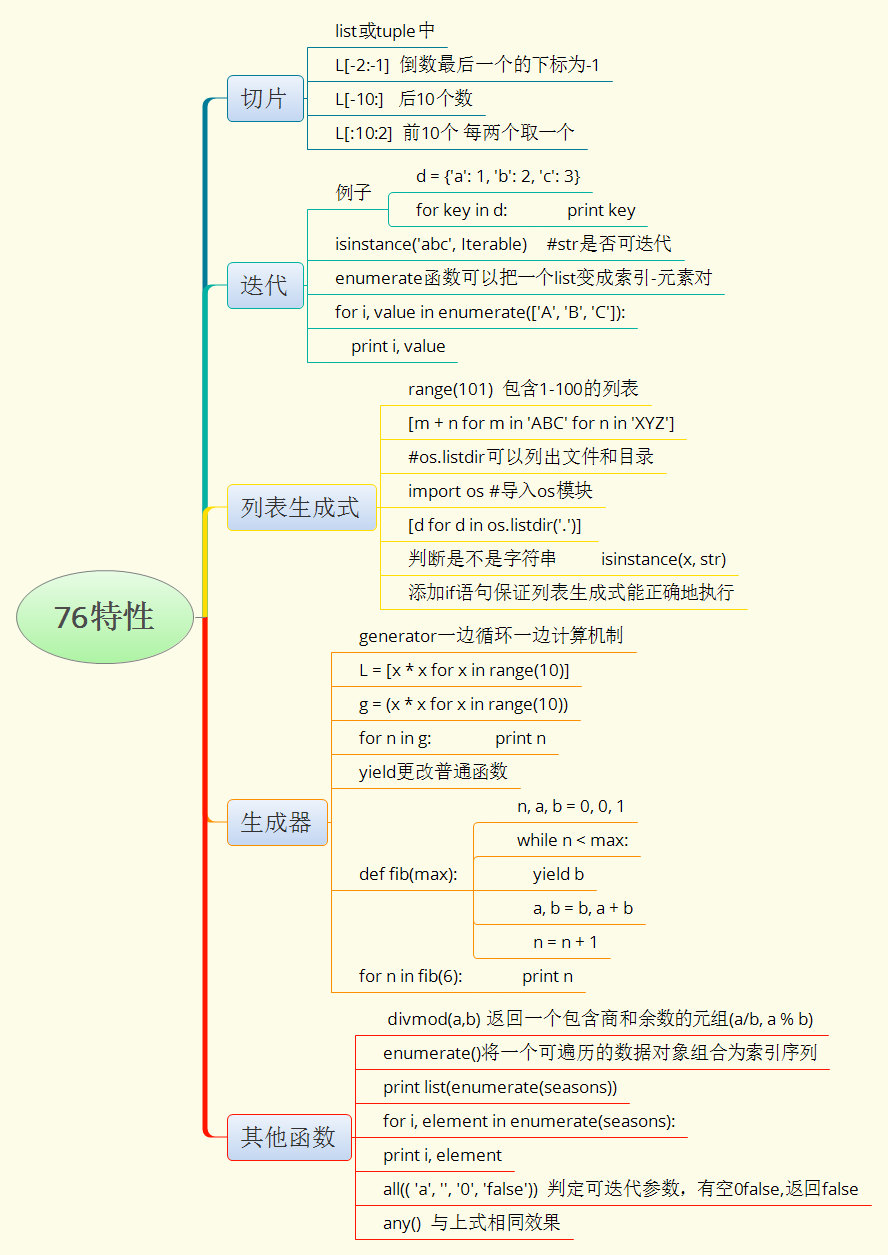 76特性
切片
list或tuple中
L[-2:-1] 倒数最后一个的下标为-1
L[-10:] 后10个数
L[:10:2] 前10个 每两个取一个
迭代
例子
d = {'a': 1, 'b': 2, 'c': 3}
for key in d: print key
isinstance('abc', Iterable) #str是否可迭代
enumerate函数可以把一个list变成索引-元素对
for i, value in enumerate(['A', 'B', 'C']):
print i, value
列表生成式
range(101) 包含1-100的列表
[m + n for m in 'ABC' for n in 'XYZ']
#os.listdir可以列出文件和目录
import os #导入os模块
[d for d in os.listdir('.')]
判断是不是字符串 isinstance(x, str)
添加if语句保证列表生成式能正确地执行
生成器
generator一边循环一边计算机制
L = [x * x for x in range(10)]
g = (x * x for x in range(10))
for n in g: print n
yield更改普通函数
def fib(max):
n, a, b = 0, 0, 1
while n < max:
yield b
a, b = b, a + b
n = n + 1
for n in fib(6): print n
其他函数
divmod(a,b) 返回一个包含商和余数的元组(a/b, a % b)
enumerate()将一个可遍历的数据对象组合为索引序列
print list(enumerate(seasons))
for i, element in enumerate(seasons):
print i, element
all(( 'a', '', '0', 'false')) 判定可迭代参数，有空0false,返回false
any() 与上式相同效果